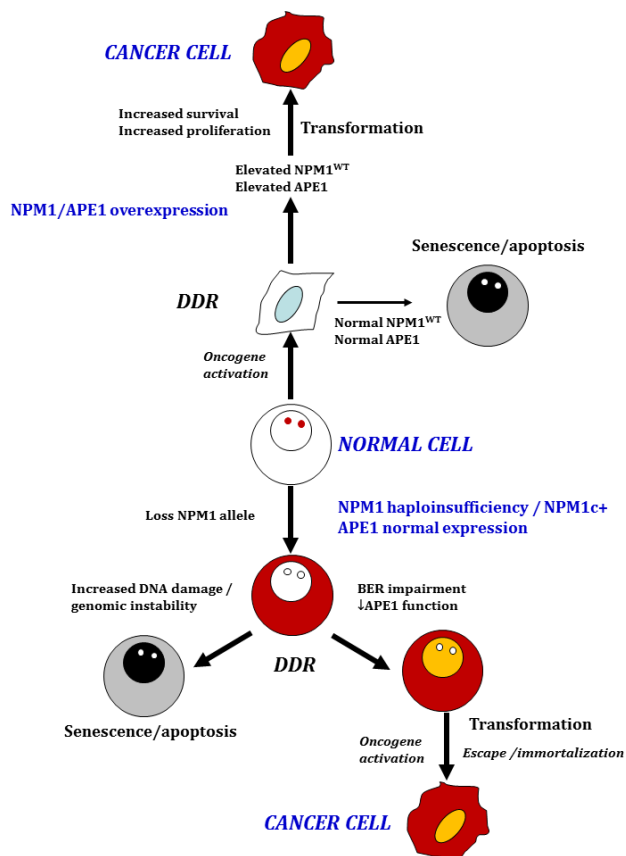 CANCER CELL
Increased survival
Increased proliferation
Transformation
Elevated NPM1WT
Elevated APE1
NPM1/APE1 overexpression
Senescence/apoptosis
DDR
Normal NPM1WT
Normal APE1
Oncogene
activation
NORMAL CELL
Loss NPM1 allele
NPM1 haploinsufficiency / NPM1c+
APE1 normal expression
Increased DNA damage /
genomic instability
BER impairment
↓APE1 function
DDR
Senescence/apoptosis
Transformation
Oncogene
activation
Escape /immortalization
CANCER CELL